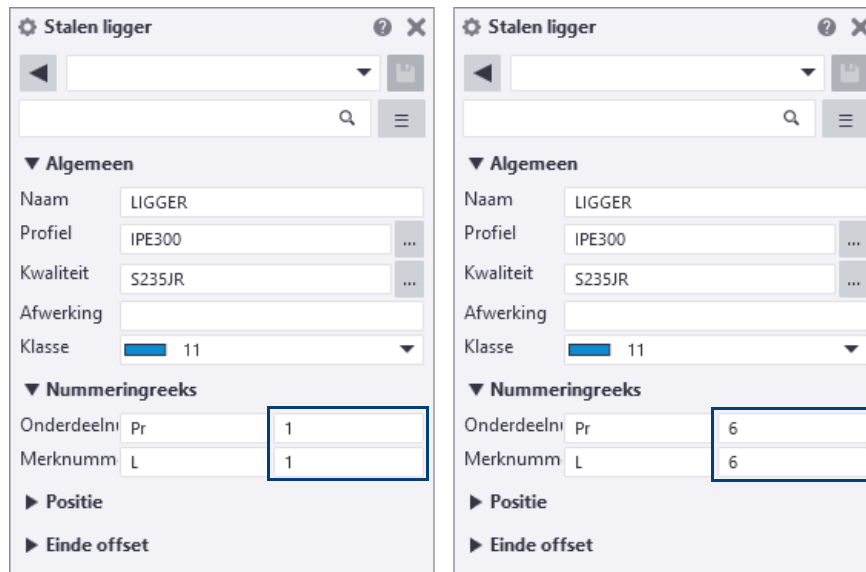 Stalen ligger
Algemeen
Naam LIGGER
Profiel IPE300 ...
Kwaliteit S235JR ...
Afwerking
Klasse 11
Nummeringreeks
Onderdeelnu Pr 1
Merknumm L 1
Positie
Einde offset
Stalen ligger
Algemeen
Naam LIGGER
Profiel IPE300 ...
Kwaliteit S235JR ...
Afwerking
Klasse 11
Nummeringreeks
Onderdeelnu Pr 6
Merknumm L 6
Positie
Einde offset